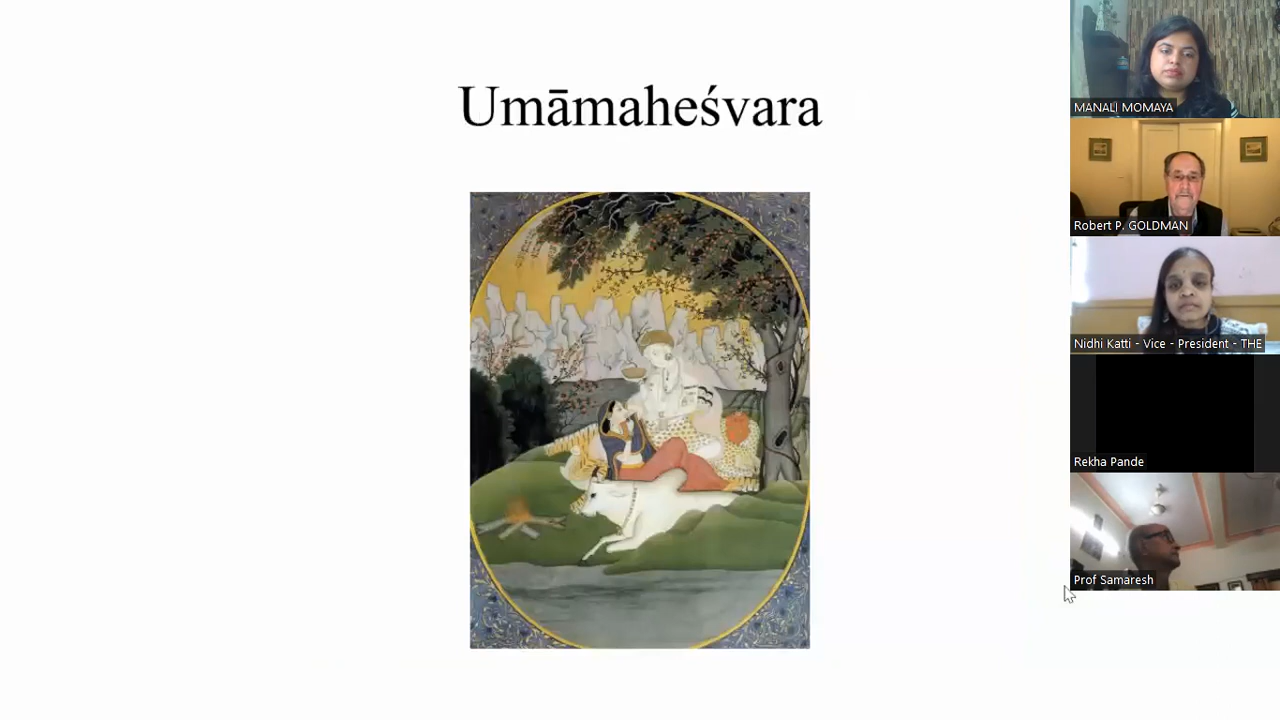 Umāmaheśvara
MANALI MOMAYA
Robert P. GOLDMAN
Nidhi Katti - Vice - President - THE
Rekha Pande
Prof Samaresh